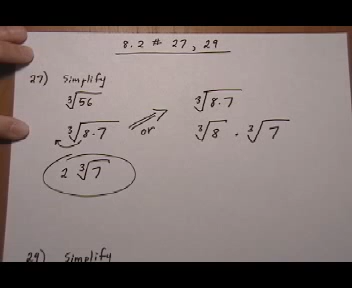 8.2 # 27, 29
27) Simplify
∛56
∛8·7 or
2 ∛7
∛8·7
∛8 · ∛7
29) Simplify